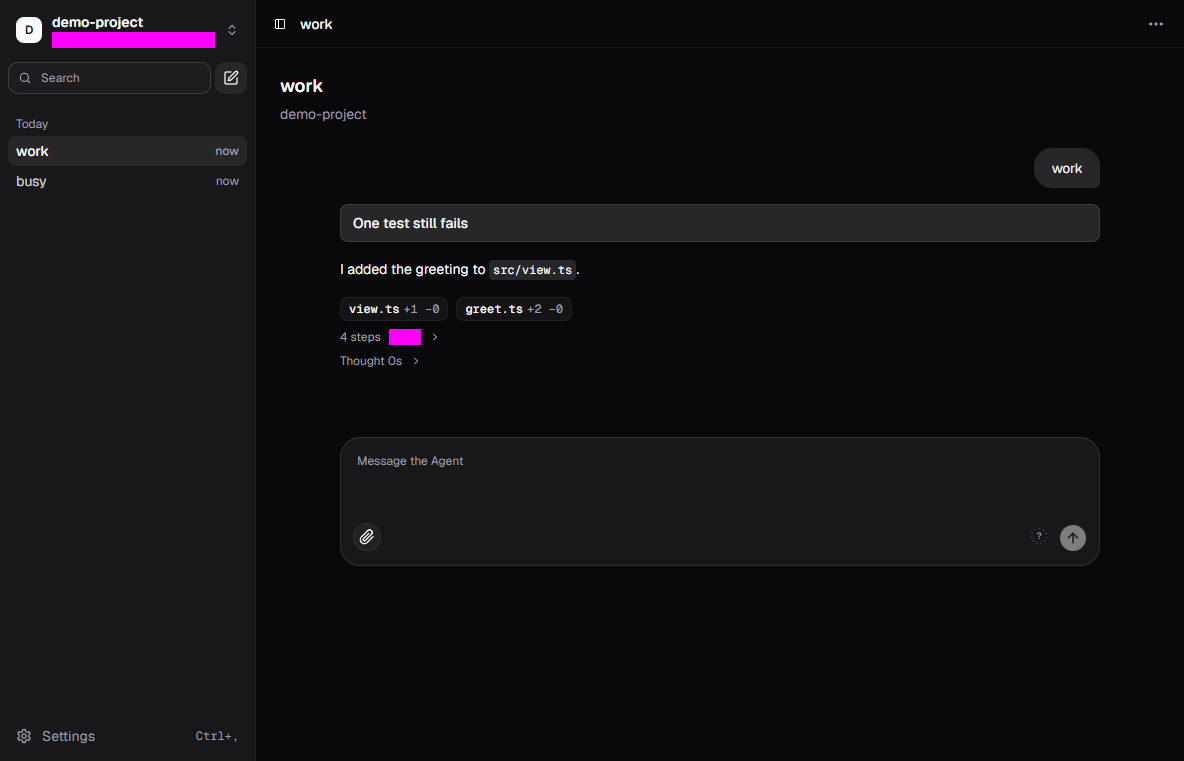 D
demo-project
Search
Today
work now
busy now
Settings Ctrl+,
work
work
demo-project
work
One test still fails
I added the greeting to src/view.ts.
view.ts +1 −0 greet.ts +2 −0
4 steps
Thought 0s
Message the Agent
?